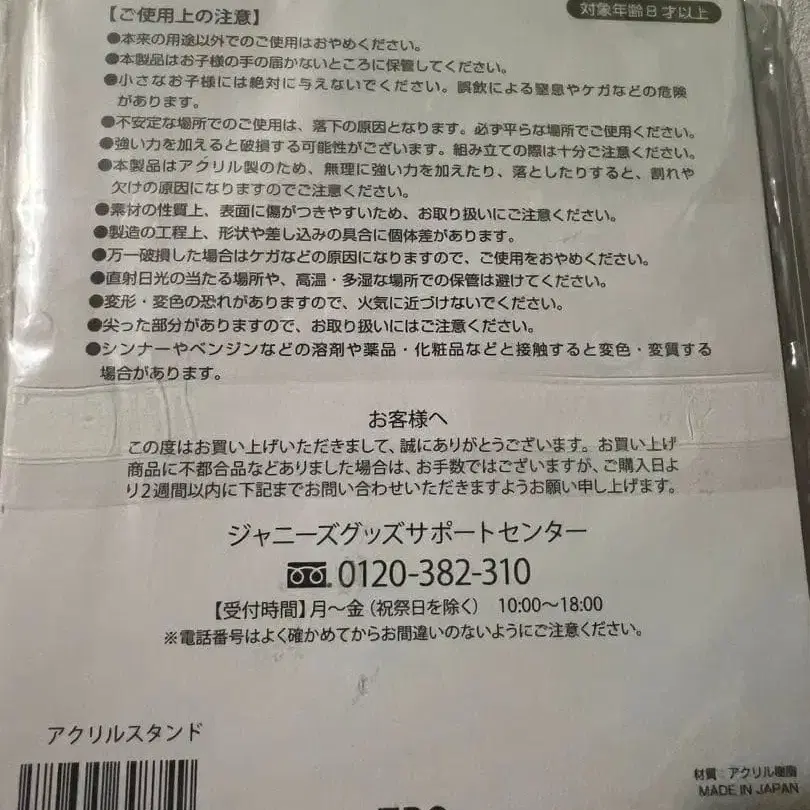 【ご使用上の注意】
対象年齢8才以上
●本来の用途以外でのご使用はおやめください。
●本製品はお子様の手の届かないところに保管してください。
●小さなお子様には絶対に与えないでください。誤飲による窒息やケガなどの危険
があります。
●不安定な場所でのご使用は、落下の原因となります。必ず平らな場所でご使用ください。
●強い力を加えると破損する可能性がございます。組み立ての際は十分ご注意ください。
●本製品はアクリル製のため、無理に強い力を加えたり、落としたりすると、割れや
欠けの原因になりますのでご注意ください。
●素材の性質上、表面に傷がつきやすいため、お取り扱いにご注意ください。
●製造の工程上、形状や差し込みの具合に個体差があります。
●万一破損した場合はケガなどの原因になりますので、ご使用をおやめください。
●直射日光の当たる場所や、高温・多湿な場所での保管は避けてください。
●変形・変色の恐れがありますので、火気に近づけないでください。
●尖った部分がありますので、お取り扱いにはご注意ください。
●シンナーやベンジンなどの溶剤や薬品・化粧品などと接触すると変色・変質する
場合があります。
お客様へ
この度はお買い上げいただきまして、誠にありがとうございます。お買い上げ
商品に不都合品などありました場合は、お手数ではございますが、ご購入日よ
り2週間以内に下記までお問い合わせいただきますようお願い申し上げます。
ジャニーズグッズサポートセンター
0120-382-310
【受付時間】月〜金(祝祭日を除く) 10:00〜18:00
※電話番号はよく確かめてからお間違いのないようにご注意ください。
アクリルスタンド
材質:アクリル樹脂
MADE IN JAPAN